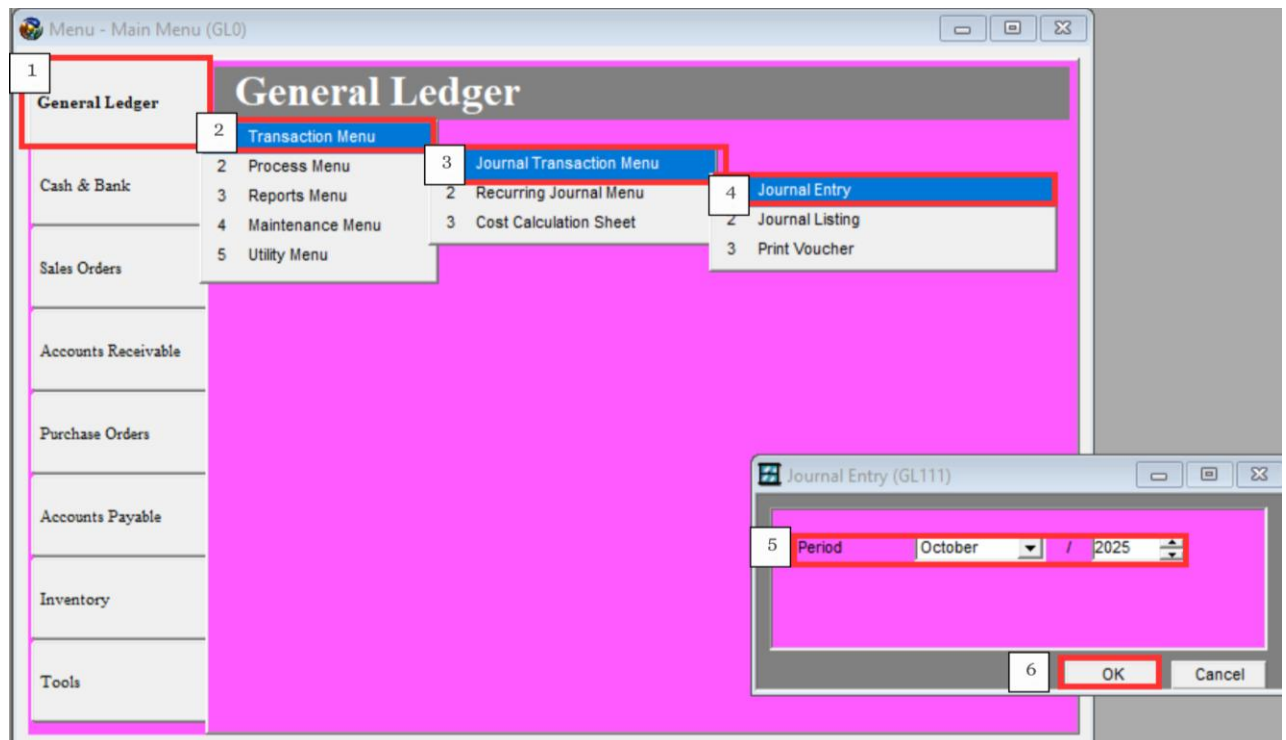 Menu - Main Menu (GL0)
1
General Ledger
General Ledger
2 Transaction Menu
2 Process Menu
3 Reports Menu
4 Maintenance Menu
5 Utility Menu
3 Journal Transaction Menu
2 Recurring Journal Menu
3 Cost Calculation Sheet
4 Journal Entry
2 Journal Listing
3 Print Voucher
Cash & Bank
Sales Orders
Accounts Receivable
Purchase Orders
Accounts Payable
Inventory
Tools
Journal Entry (GL111)
5 Period October / 2025
6 OK Cancel